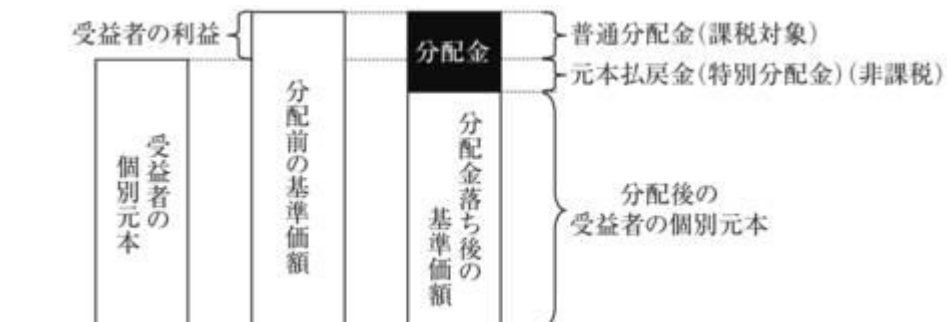 受益者の利益
分配金
普通分配金(課税対象)
元本払戻金(特別分配金)(非課税)
受益者の
個別元本
分配前の基準価額
分配金落ち後の
基準価額
分配後の
受益者の個別元本